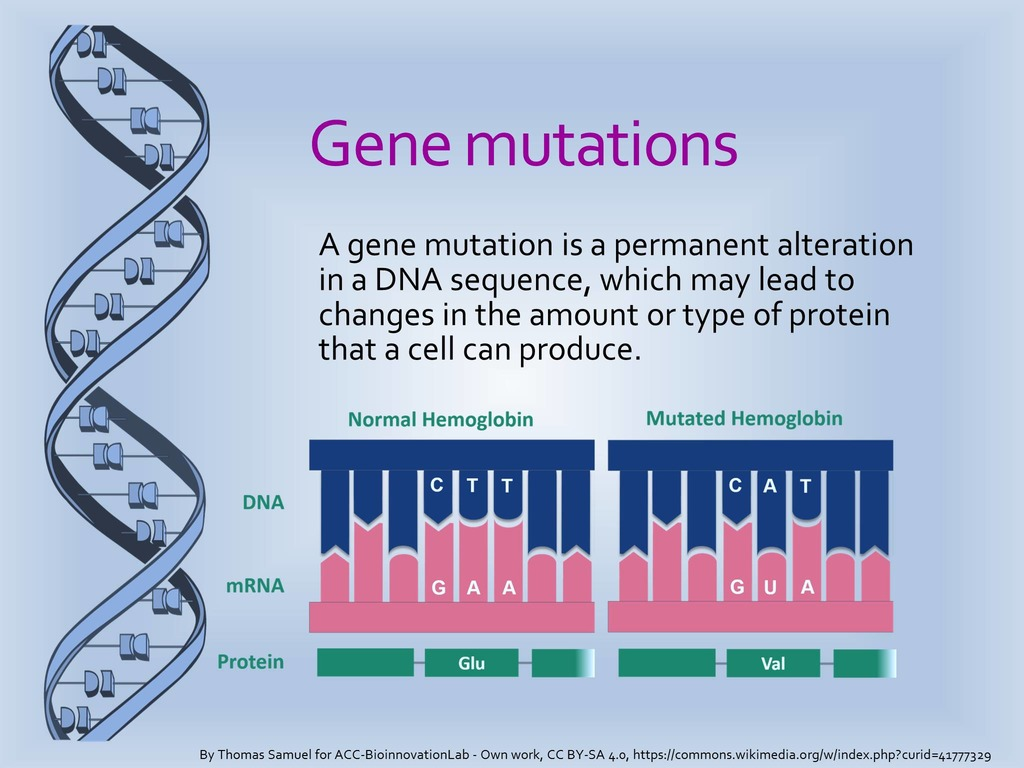 Gene mutations
A gene mutation is a permanent alteration
in a DNA sequence, which may lead to
changes in the amount or type of protein
that a cell can produce.
Normal Hemoglobin
Mutated Hemoglobin
DNA
C T T
C A T
mRNA
G A A
G U A
Protein
Glu
Val
By Thomas Samuel for ACC-BioinnovationLab - Own work, CC BY-SA 4.0, https://commons.wikimedia.org/w/index.php?curid=41777329